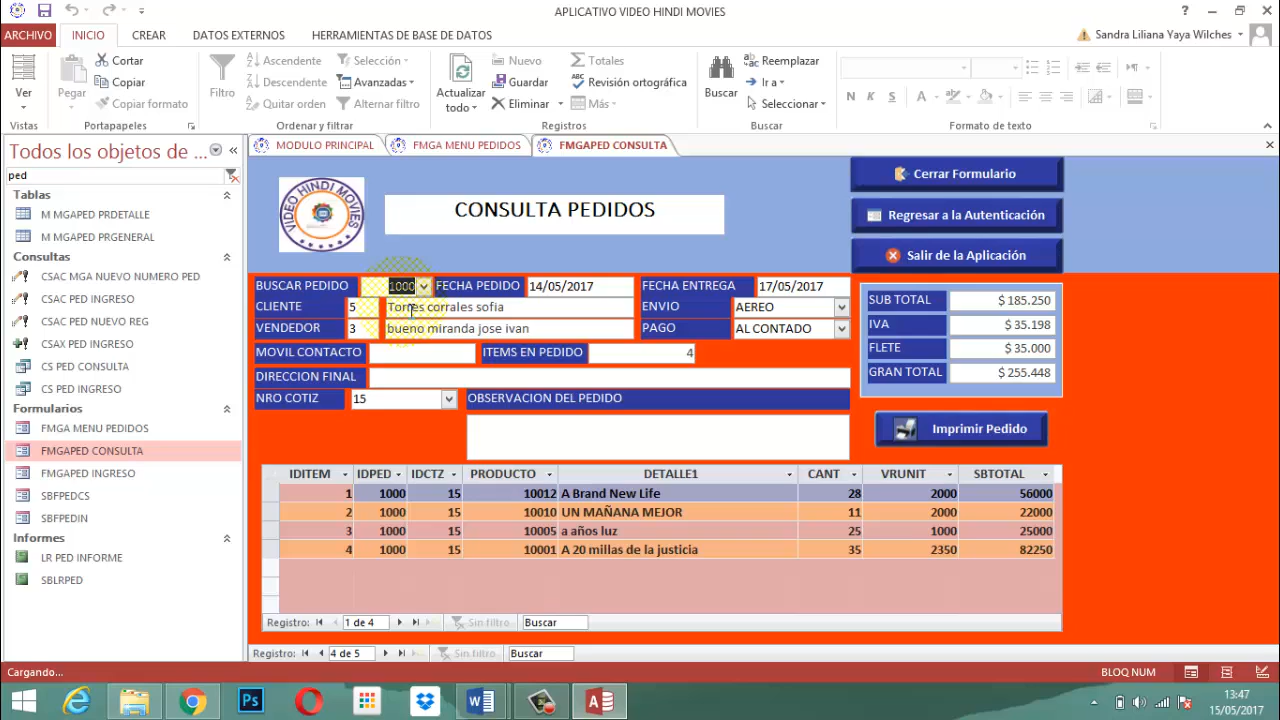 APLICATIVO VIDEO HINDI MOVIES
ARCHIVO INICIO CREAR DATOS EXTERNOS HERRAMIENTAS DE BASE DE DATOS Sandra Liliana Yaya Wilches
Ver
Pegar
Cortar
Copiar
Copiar formato
Filtro
Ascendente
Descendente
Quitar orden
Selección
Avanzadas
Alternar filtro
Actualizar todo
Nuevo
Guardar
Eliminar
Totales
Revisión ortográfica
Más
Buscar
Reemplazar
Ir a
Seleccionar
N K S A
Vistas Portapapeles Ordenar y filtrar Registros Buscar Formato de texto
Todos los objetos de ...
ped
Tablas
M MGAPED PRDETALLE
M MGAPED PRGENERAL
Consultas
CSAC MGA NUEVO NUMERO PED
CSAC PED INGRESO
CSAC PED NUEVO REG
CSAX PED INGRESO
CS PED CONSULTA
CS PED INGRESO
Formularios
FMGA MENU PEDIDOS
FMGAPED CONSULTA
FMGAPED INGRESO
SBFPEDCS
SBFPEDIN
Informes
LR PED INFORME
SBLRPED
MODULO PRINCIPAL FMGA MENU PEDIDOS FMGAPED CONSULTA
VIDEO HINDI MOVIES
CONSULTA PEDIDOS
Cerrar Formulario
Regresar a la Autenticación
Salir de la Aplicación
BUSCAR PEDIDO 1000 FECHA PEDIDO 14/05/2017 FECHA ENTREGA 17/05/2017
CLIENTE 5 Torres corrales sofia ENVIO AEREO
VENDEDOR 3 bueno miranda jose ivan PAGO AL CONTADO
MOVIL CONTACTO ITEMS EN PEDIDO 4
DIRECCION FINAL
NRO COTIZ 15 OBSERVACION DEL PEDIDO
SUB TOTAL $ 185.250
IVA $ 35.198
FLETE $ 35.000
GRAN TOTAL $ 255.448
Imprimir Pedido
IDITEM IDPED IDCTZ PRODUCTO DETALLE1 CANT VRUNIT SBTOTAL
1 1000 15 10012 A Brand New Life 28 2000 56000
2 1000 15 10010 UN MAÑANA MEJOR 11 2000 22000
3 1000 15 10005 a años luz 25 1000 25000
4 1000 15 10001 A 20 millas de la justicia 35 2350 82250
Registro: 1 de 4 Sin filtro Buscar
Registro: 4 de 5 Sin filtro Buscar
Cargando... BLOQ NUM
13:47
15/05/2017